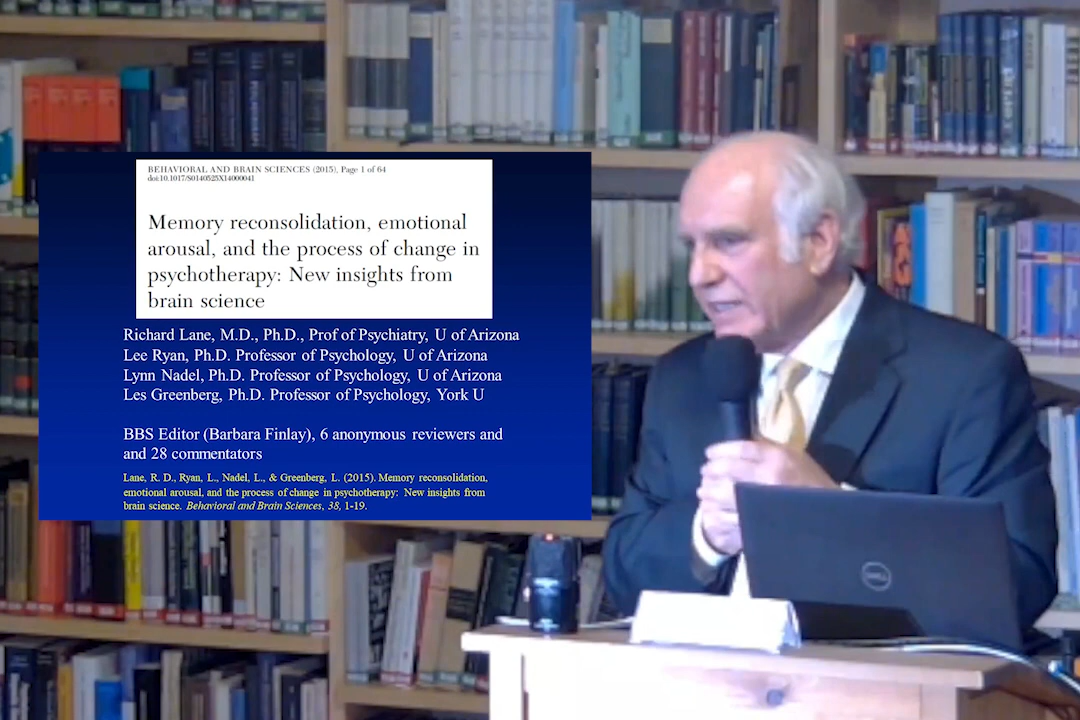 BEHAVIORAL AND BRAIN SCIENCES (2015), Page 1 of 64
doi:10.1017/S0140525X14000041
Memory reconsolidation, emotional
arousal, and the process of change in
psychotherapy: New insights from
brain science
Richard Lane, M.D., Ph.D., Prof of Psychiatry, U of Arizona
Lee Ryan, Ph.D. Professor of Psychology, U of Arizona
Lynn Nadel, Ph.D. Professor of Psychology, U of Arizona
Les Greenberg, Ph.D. Professor of Psychology, York U
BBS Editor (Barbara Finlay), 6 anonymous reviewers and
and 28 commentators
Lane, R. D., Ryan, L., Nadel, L., & Greenberg, L. (2015). Memory reconsolidation,
emotional arousal, and the process of change in psychotherapy: New insights from
brain science. Behavioral and Brain Sciences, 38, 1-19.
DELL